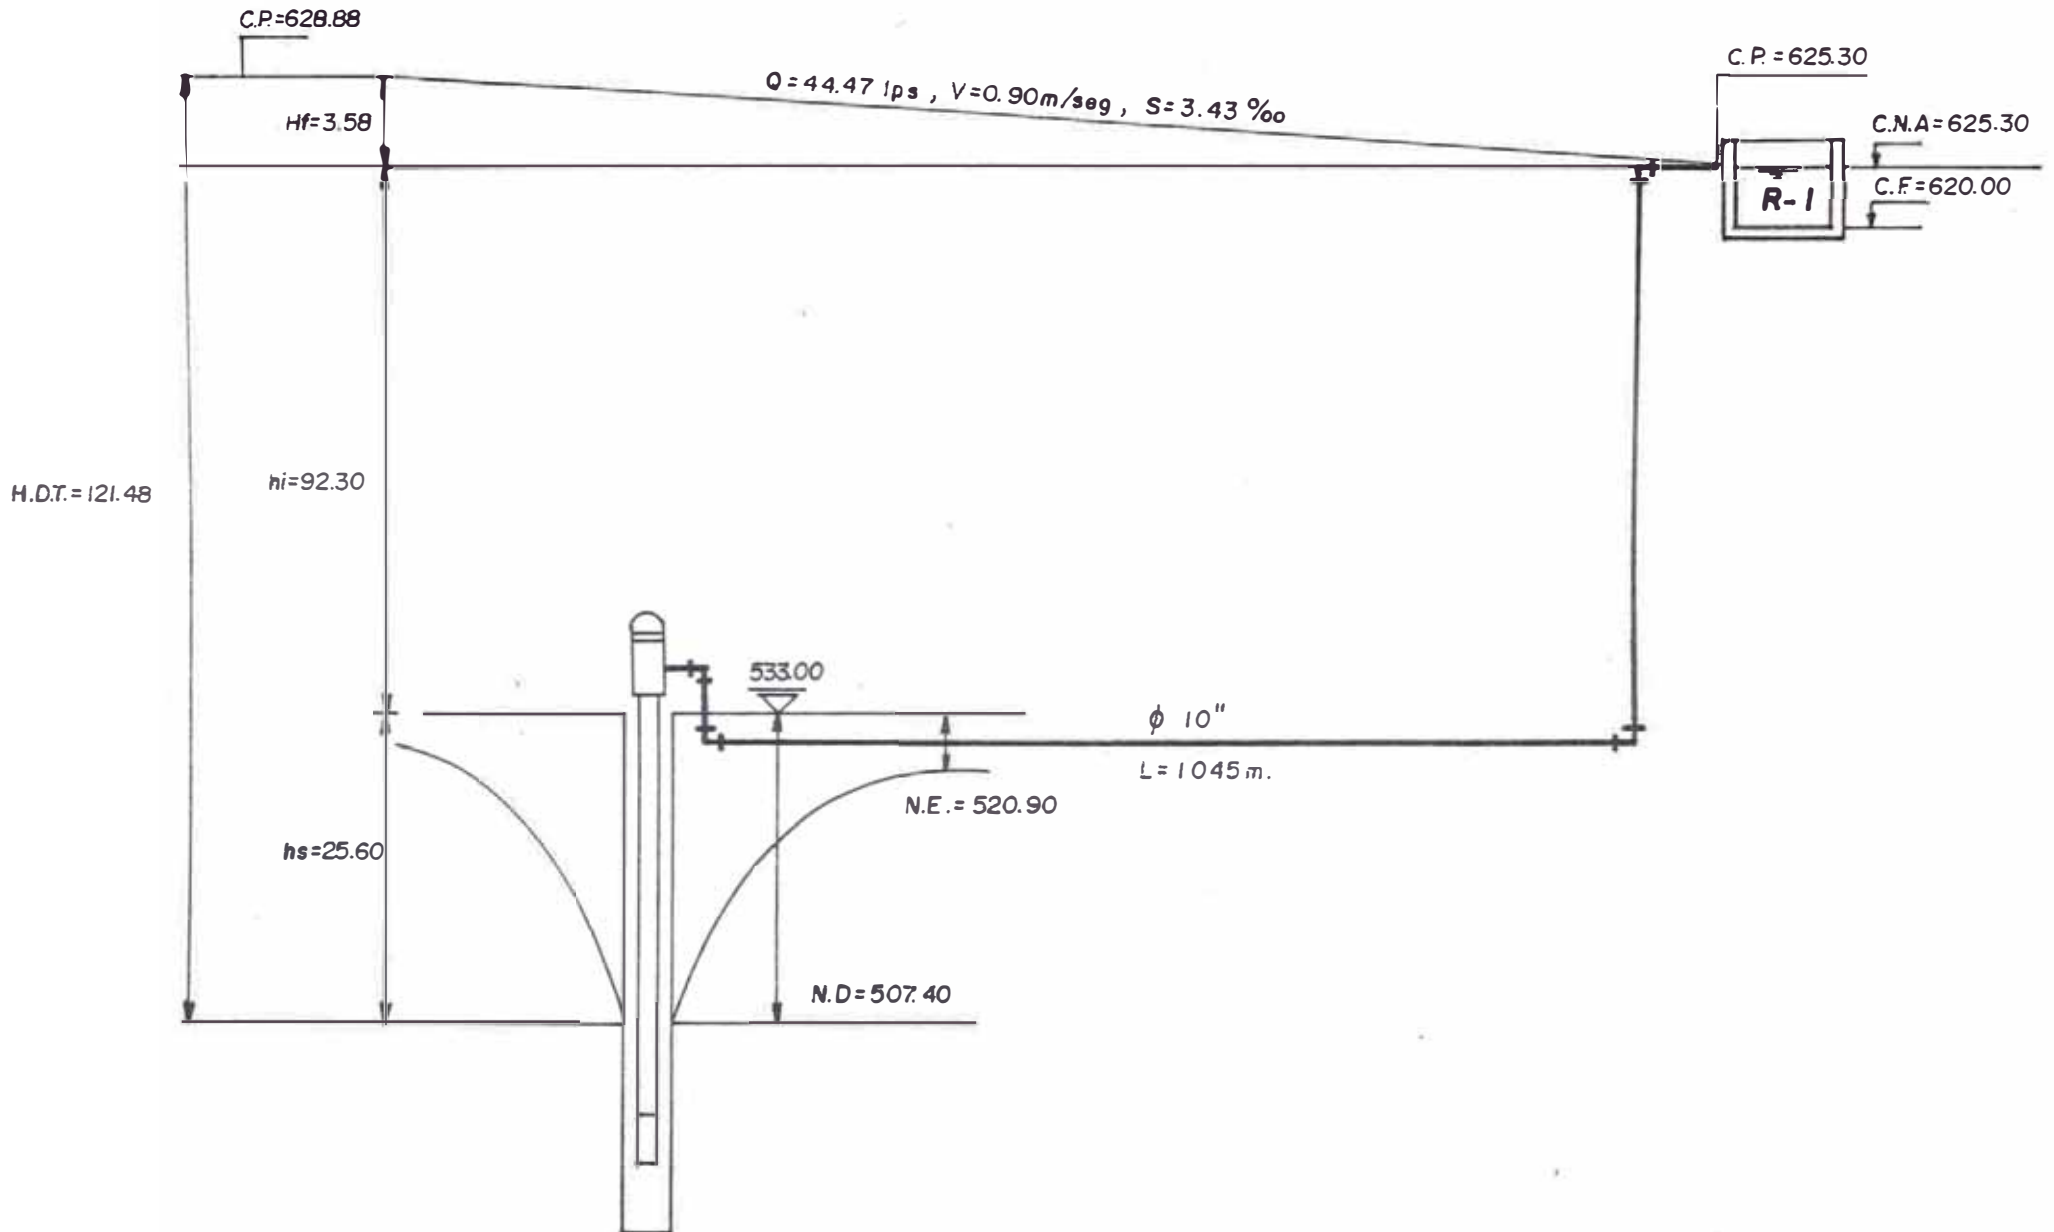 C.P.=628.88
C.P.=625.30
Q=44.47 lps, V=0.90m/seg, S=3.43 ‰
Hf=3.58
C.N.A=625.30
C.F.=620.00
R-1
hi=92.30
H.D.T.=121.48
533.00
ϕ 10"
L=1045m.
N.E.=520.90
hs=25.60
N.D=507.40